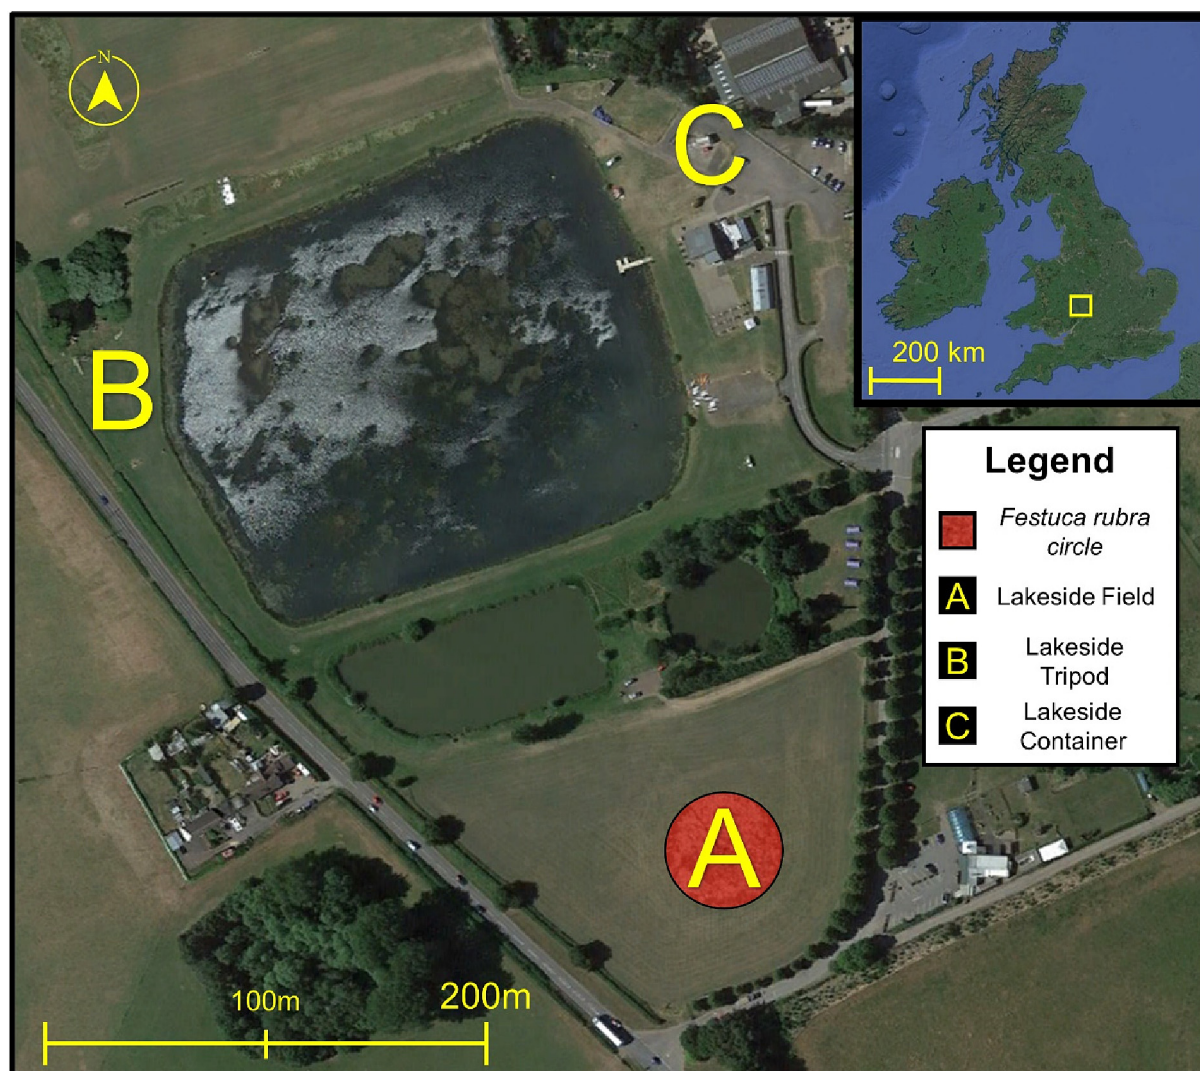 N
C
200 km
B
Legend
Festuca rubra
circle
A
Lakeside Field
B
Lakeside
Tripod
C
Lakeside
Container
A
100m
200m